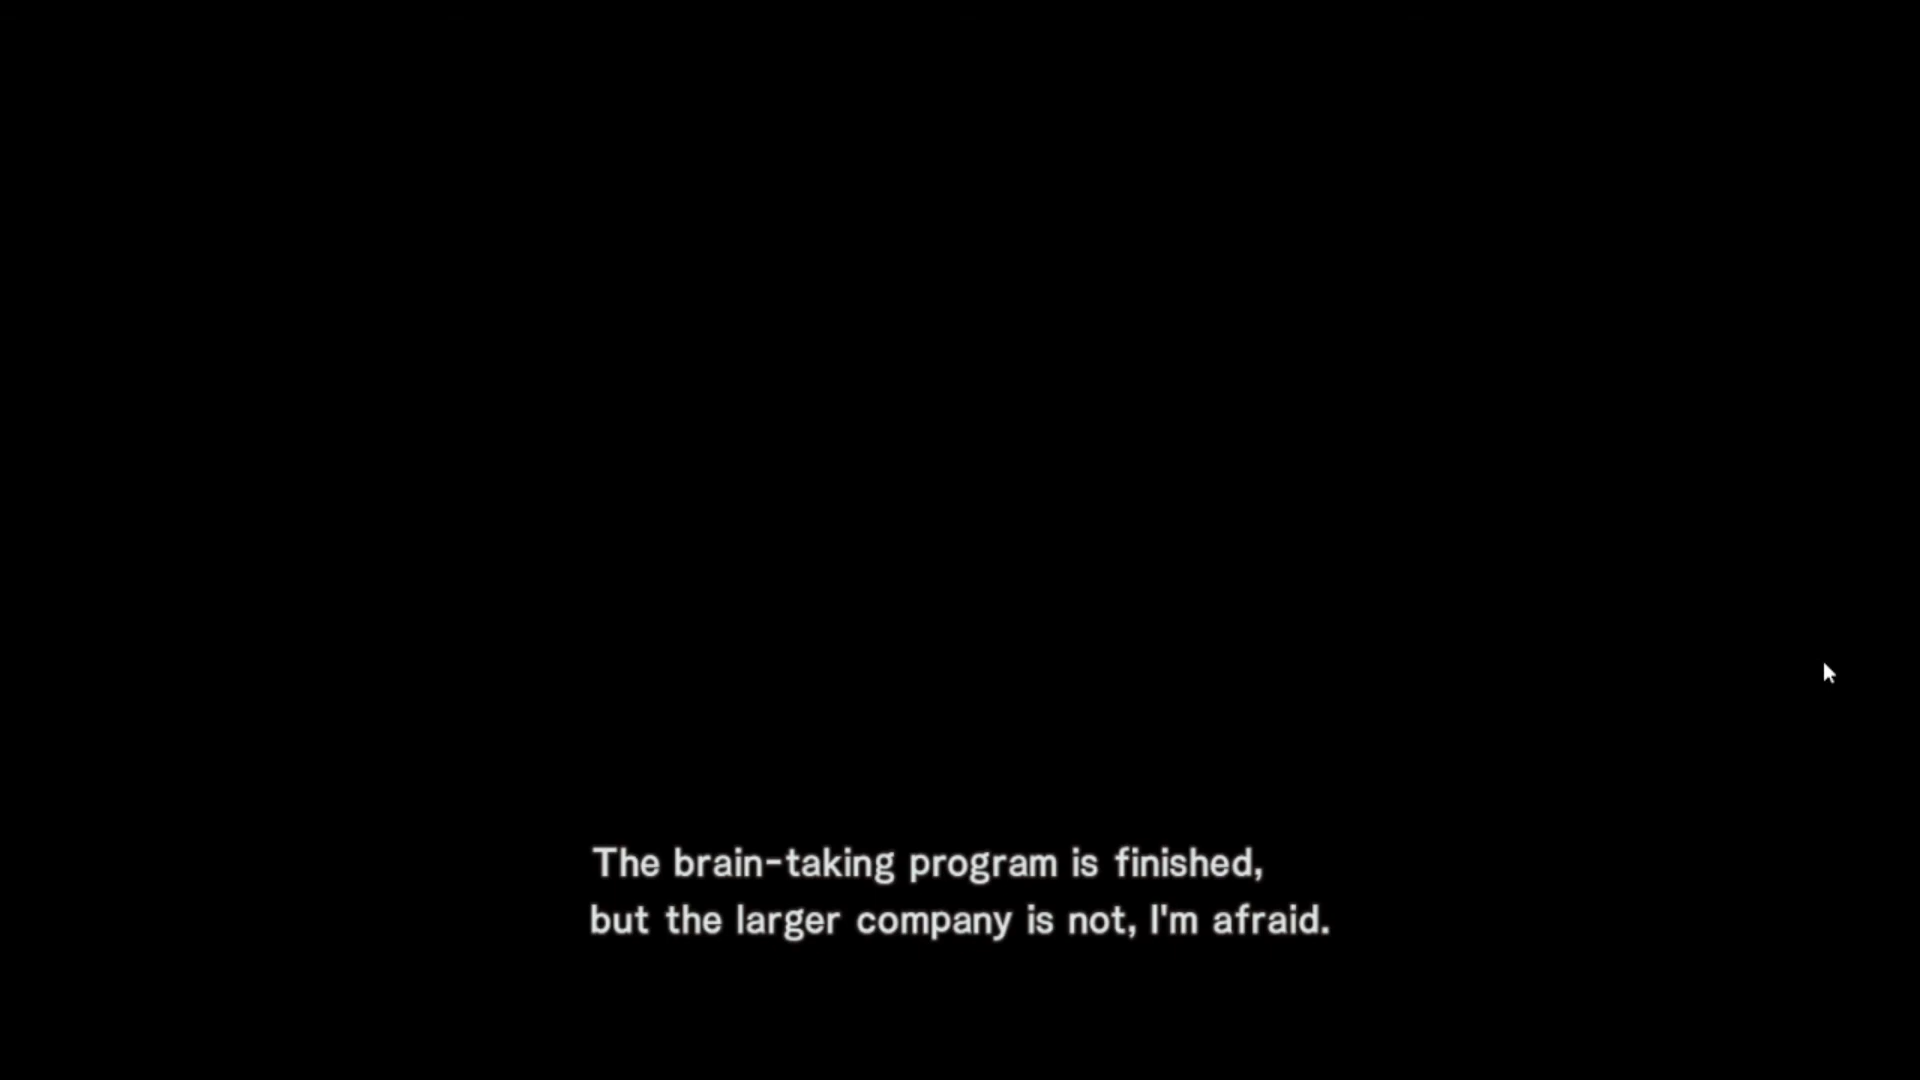 The brain-taking program is finished,
but the larger company is not, I'm afraid.